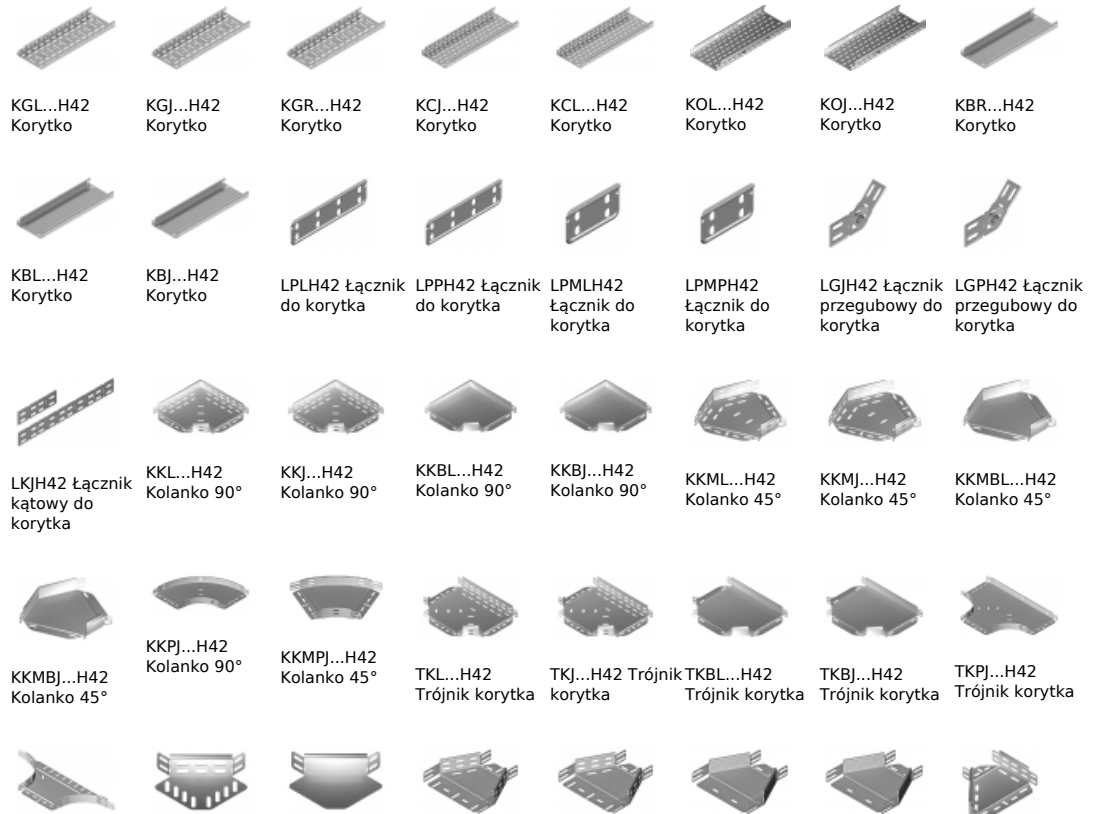 KGL...H42
Korytko
KGJ...H42
Korytko
KGR...H42
Korytko
KCJ...H42
Korytko
KCL...H42
Korytko
KOL...H42
Korytko
KOJ...H42
Korytko
KBR...H42
Korytko
KBL...H42
Korytko
KBJ...H42
Korytko
LPLH42 Łącznik
do korytka
LPPH42 Łącznik
do korytka
LPMLH42
Łącznik do
korytka
LPMPH42
Łącznik do
korytka
LGJH42 Łącznik
przegubowy do
korytka
LGPH42 Łącznik
przegubowy do
korytka
LKJH42 Łącznik
kątowy do
korytka
KKL...H42
Kolanko 90°
KKJ...H42
Kolanko 90°
KKBL...H42
Kolanko 90°
KKBJ...H42
Kolanko 90°
KKML...H42
Kolanko 45°
KKMJ...H42
Kolanko 45°
KKMBL...H42
Kolanko 45°
KKMBJ...H42
Kolanko 45°
KKPJ...H42
Kolanko 90°
KKMPJ...H42
Kolanko 45°
TKL...H42
Trójnik korytka
TKJ...H42 Trójnik
korytka
TKBL...H42
Trójnik korytka
TKBJ...H42
Trójnik korytka
TKPJ...H42
Trójnik korytka